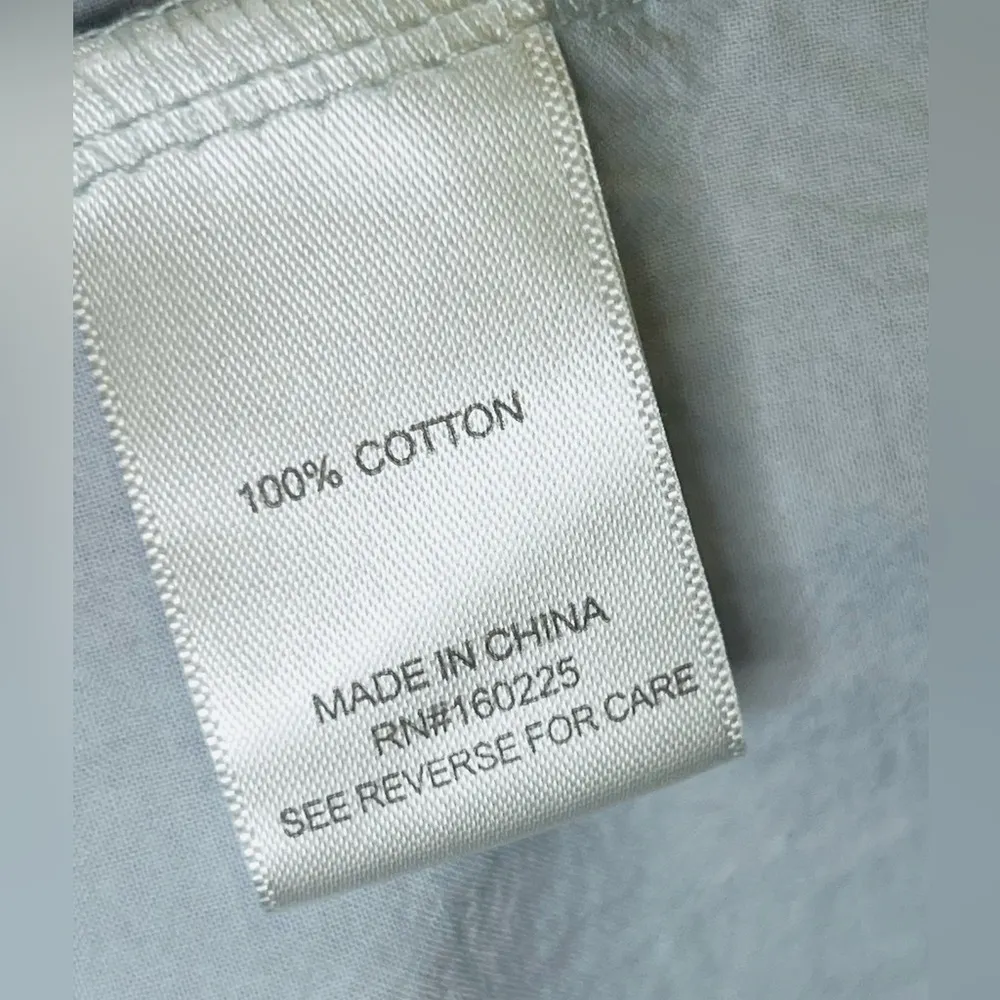 100% COTTON
MADE IN CHINA
RN#160225
SEE REVERSE FOR CARE